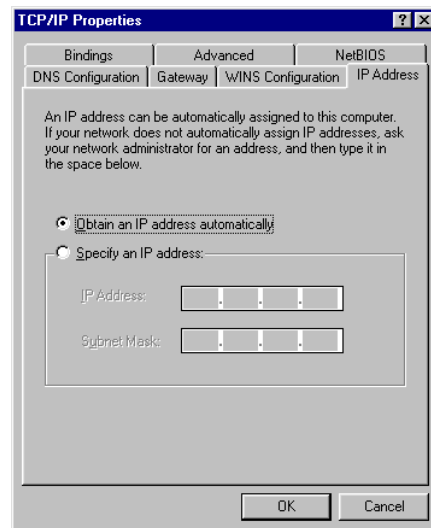 TCP/IP Properties
Bindings Advanced NetBIOS
DNS Configuration Gateway WINS Configuration IP Address
An IP address can be automatically assigned to this computer.
If your network does not automatically assign IP addresses, ask
your network administrator for an address, and then type it in
the space below.
Obtain an IP address automatically
Specify an IP address:
IP Address:
Subnet Mask:
OK Cancel